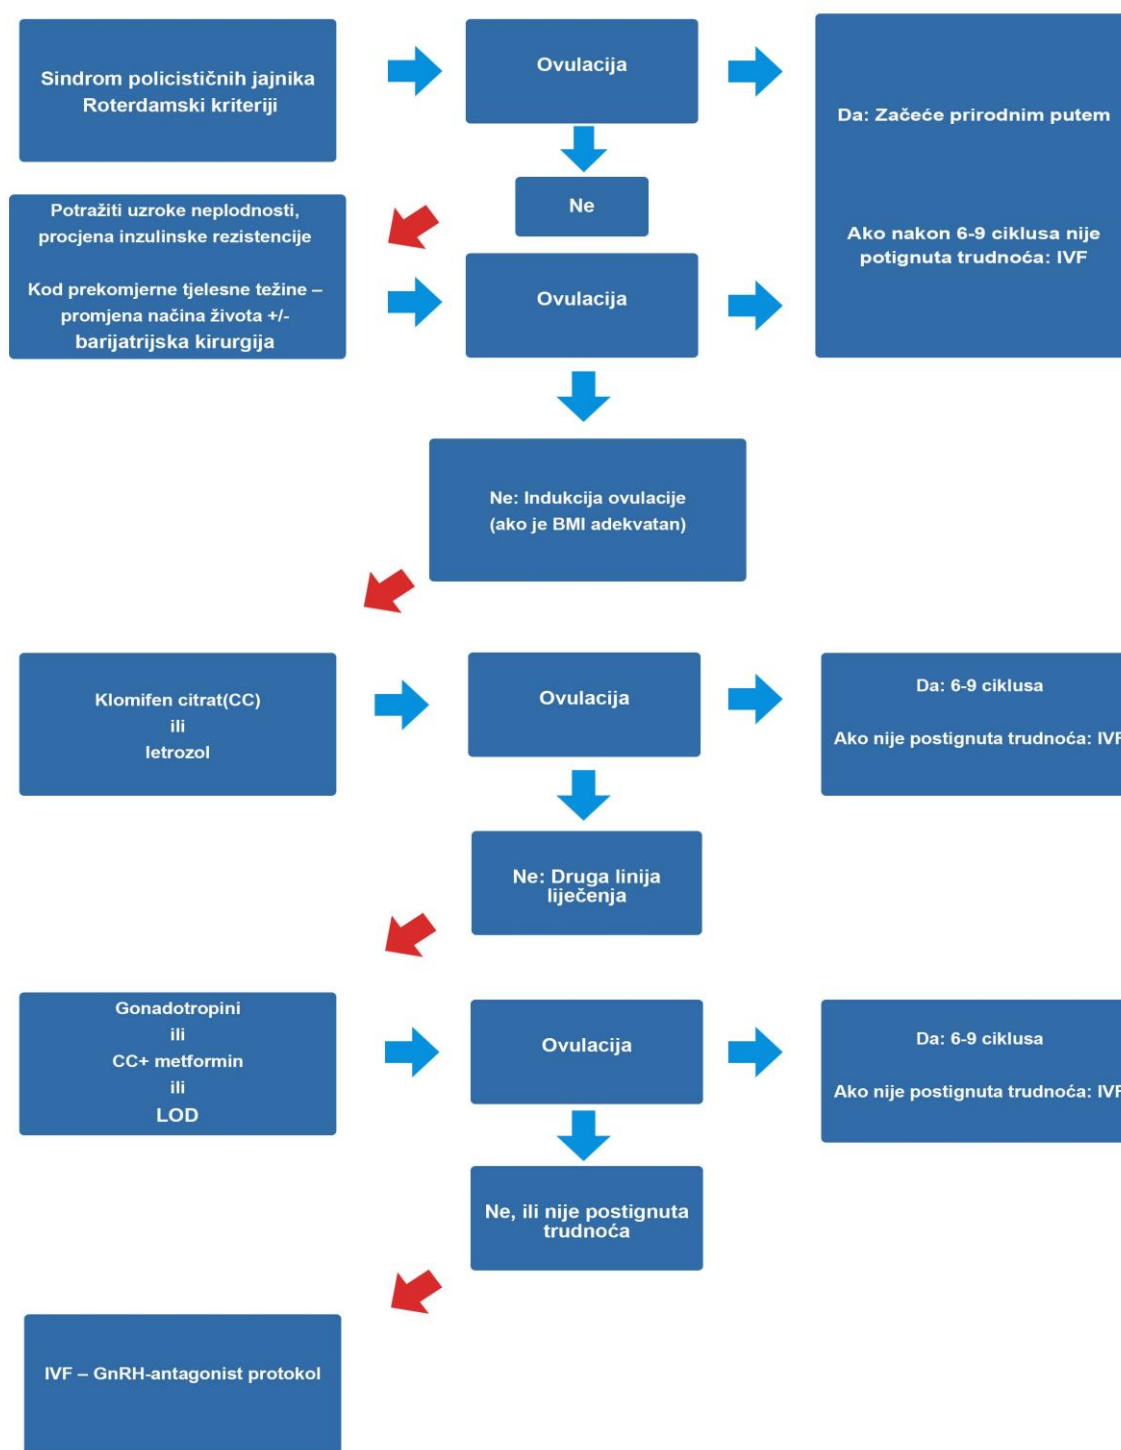 Sindrom policističnih jajnika
Roterdamski kriteriji
Ovulacija
Da: Začeće prirodnim putem
Ako nakon 6-9 ciklusa nije
potignuta trudnoća: IVF
Ne
Potražiti uzroke neplodnosti,
procjena inzulinske rezistencije
Kod prekomjerne tjelesne težine –
promjena načina života +/-
barijatrijska kirurgija
Ovulacija
Ne: Indukcija ovulacije
(ako je BMI adekvatan)
Klomifen citrat(CC)
ili
letrozol
Ovulacija
Da: 6-9 ciklusa
Ako nije postignuta trudnoća: IVF
Ne: Druga linija
liječenja
Gonadotropini
ili
CC+ metformin
ili
LOD
Ovulacija
Da: 6-9 ciklusa
Ako nije postignuta trudnoća: IVF
Ne, ili nije postignuta
trudnoća
IVF – GnRH-antagonist protokol